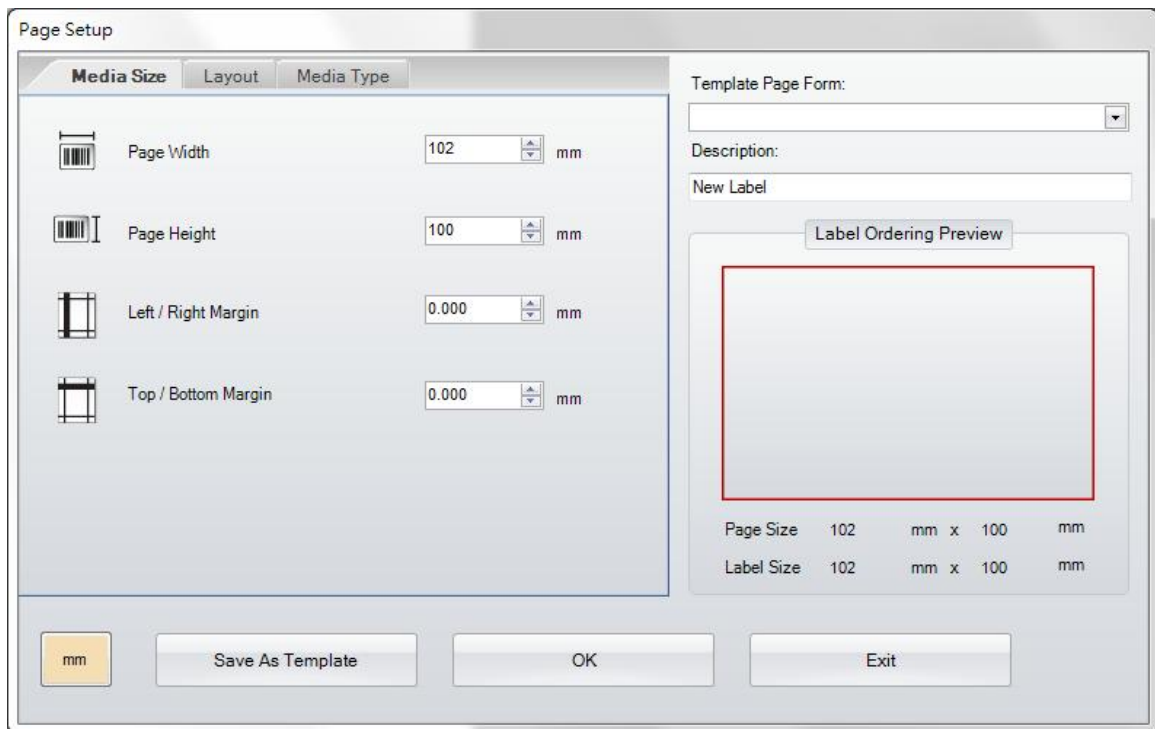 Page Setup
Media Size Layout Media Type
Page Width 102 mm
Page Height 100 mm
Left / Right Margin 0.000 mm
Top / Bottom Margin 0.000 mm
Template Page Form:
Description:
New Label
Label Ordering Preview
Page Size 102 mm x 100 mm
Label Size 102 mm x 100 mm
mm Save As Template OK Exit